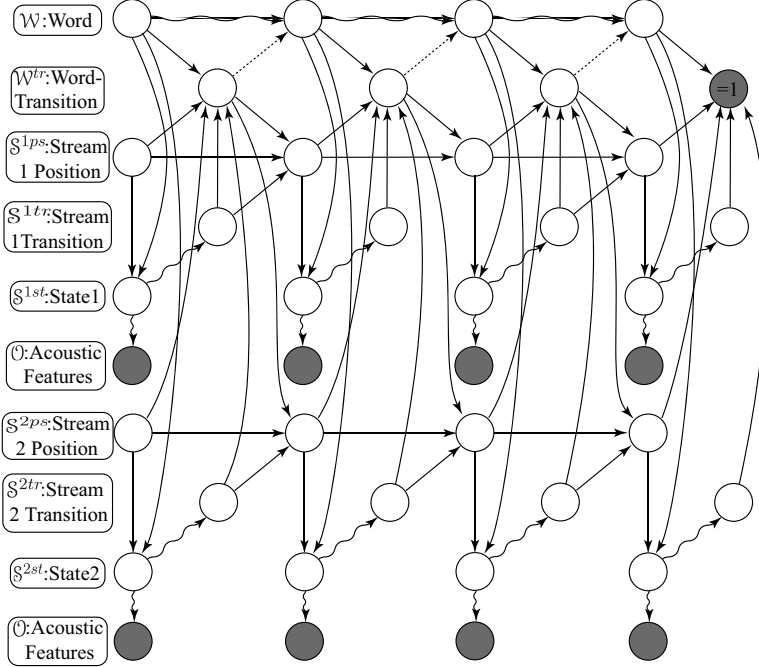 𝒲:Word
𝒲^{tr}:Word-
Transition
=1
𝒮^{1ps}:Stream
1 Position
𝒮^{1tr}:Stream
1Transition
𝒮^{1st}:State1
𝒪:Acoustic
Features
𝒮^{2ps}:Stream
2 Position
𝒮^{2tr}:Stream
2 Transition
𝒮^{2st}:State2
𝒪:Acoustic
Features